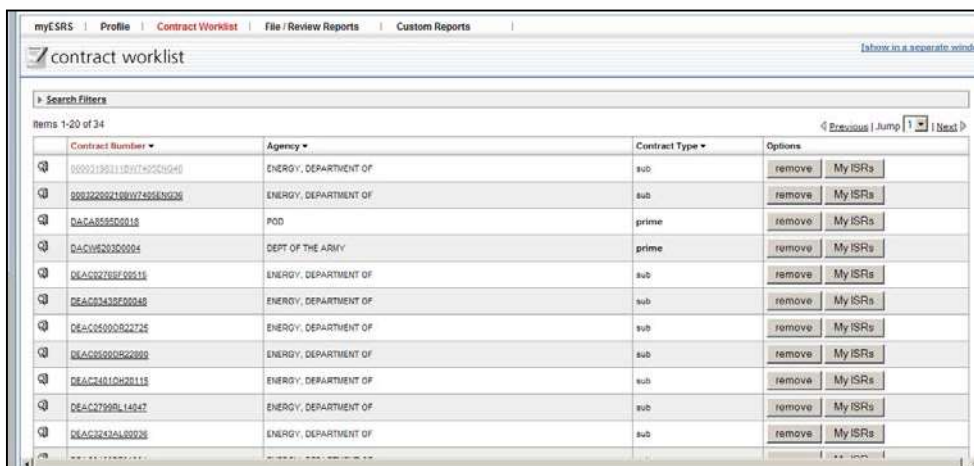 myESRS | Profile | Contract Worklist | File / Review Reports | Custom Reports |
contract worklist
[show in a separate wind
Search Filters
Items 1-20 of 34
Previous | Jump 1 | Next
Contract Number Agency Contract Type Options
ENERGY, DEPARTMENT OF sub remove My ISRs
ENERGY, DEPARTMENT OF sub remove My ISRs
DACA8595D0018 POD prime remove My ISRs
DACW6203D0004 DEPT OF THE ARMY prime remove My ISRs
DEAC0276SF00515 ENERGY, DEPARTMENT OF sub remove My ISRs
DEAC0343SF00048 ENERGY, DEPARTMENT OF sub remove My ISRs
DEAC0500OR22725 ENERGY, DEPARTMENT OF sub remove My ISRs
DEAC0500OR22800 ENERGY, DEPARTMENT OF sub remove My ISRs
DEAC2401OH20115 ENERGY, DEPARTMENT OF sub remove My ISRs
DEAC2799RL14047 ENERGY, DEPARTMENT OF sub remove My ISRs
DEAC3243AL00036 ENERGY, DEPARTMENT OF sub remove My ISRs